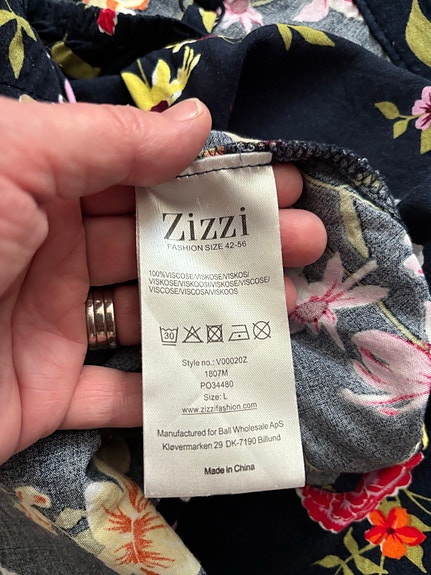 Zizzi
FASHION SIZE 42-56
100%VISCOSE/VISKOSE/VISKOS/
VISKOSE/VISKOOSI/VISKOSE/VISCOSE/
VISCOSE/VISCOSA/VISKOOS
30
Style no.: V00020Z
1807M
PO34480
Size: L
www.zizzifashion.com
Manufactured for Ball Wholesale ApS
Kløvermarken 29 DK-7190 Billund
Made in China